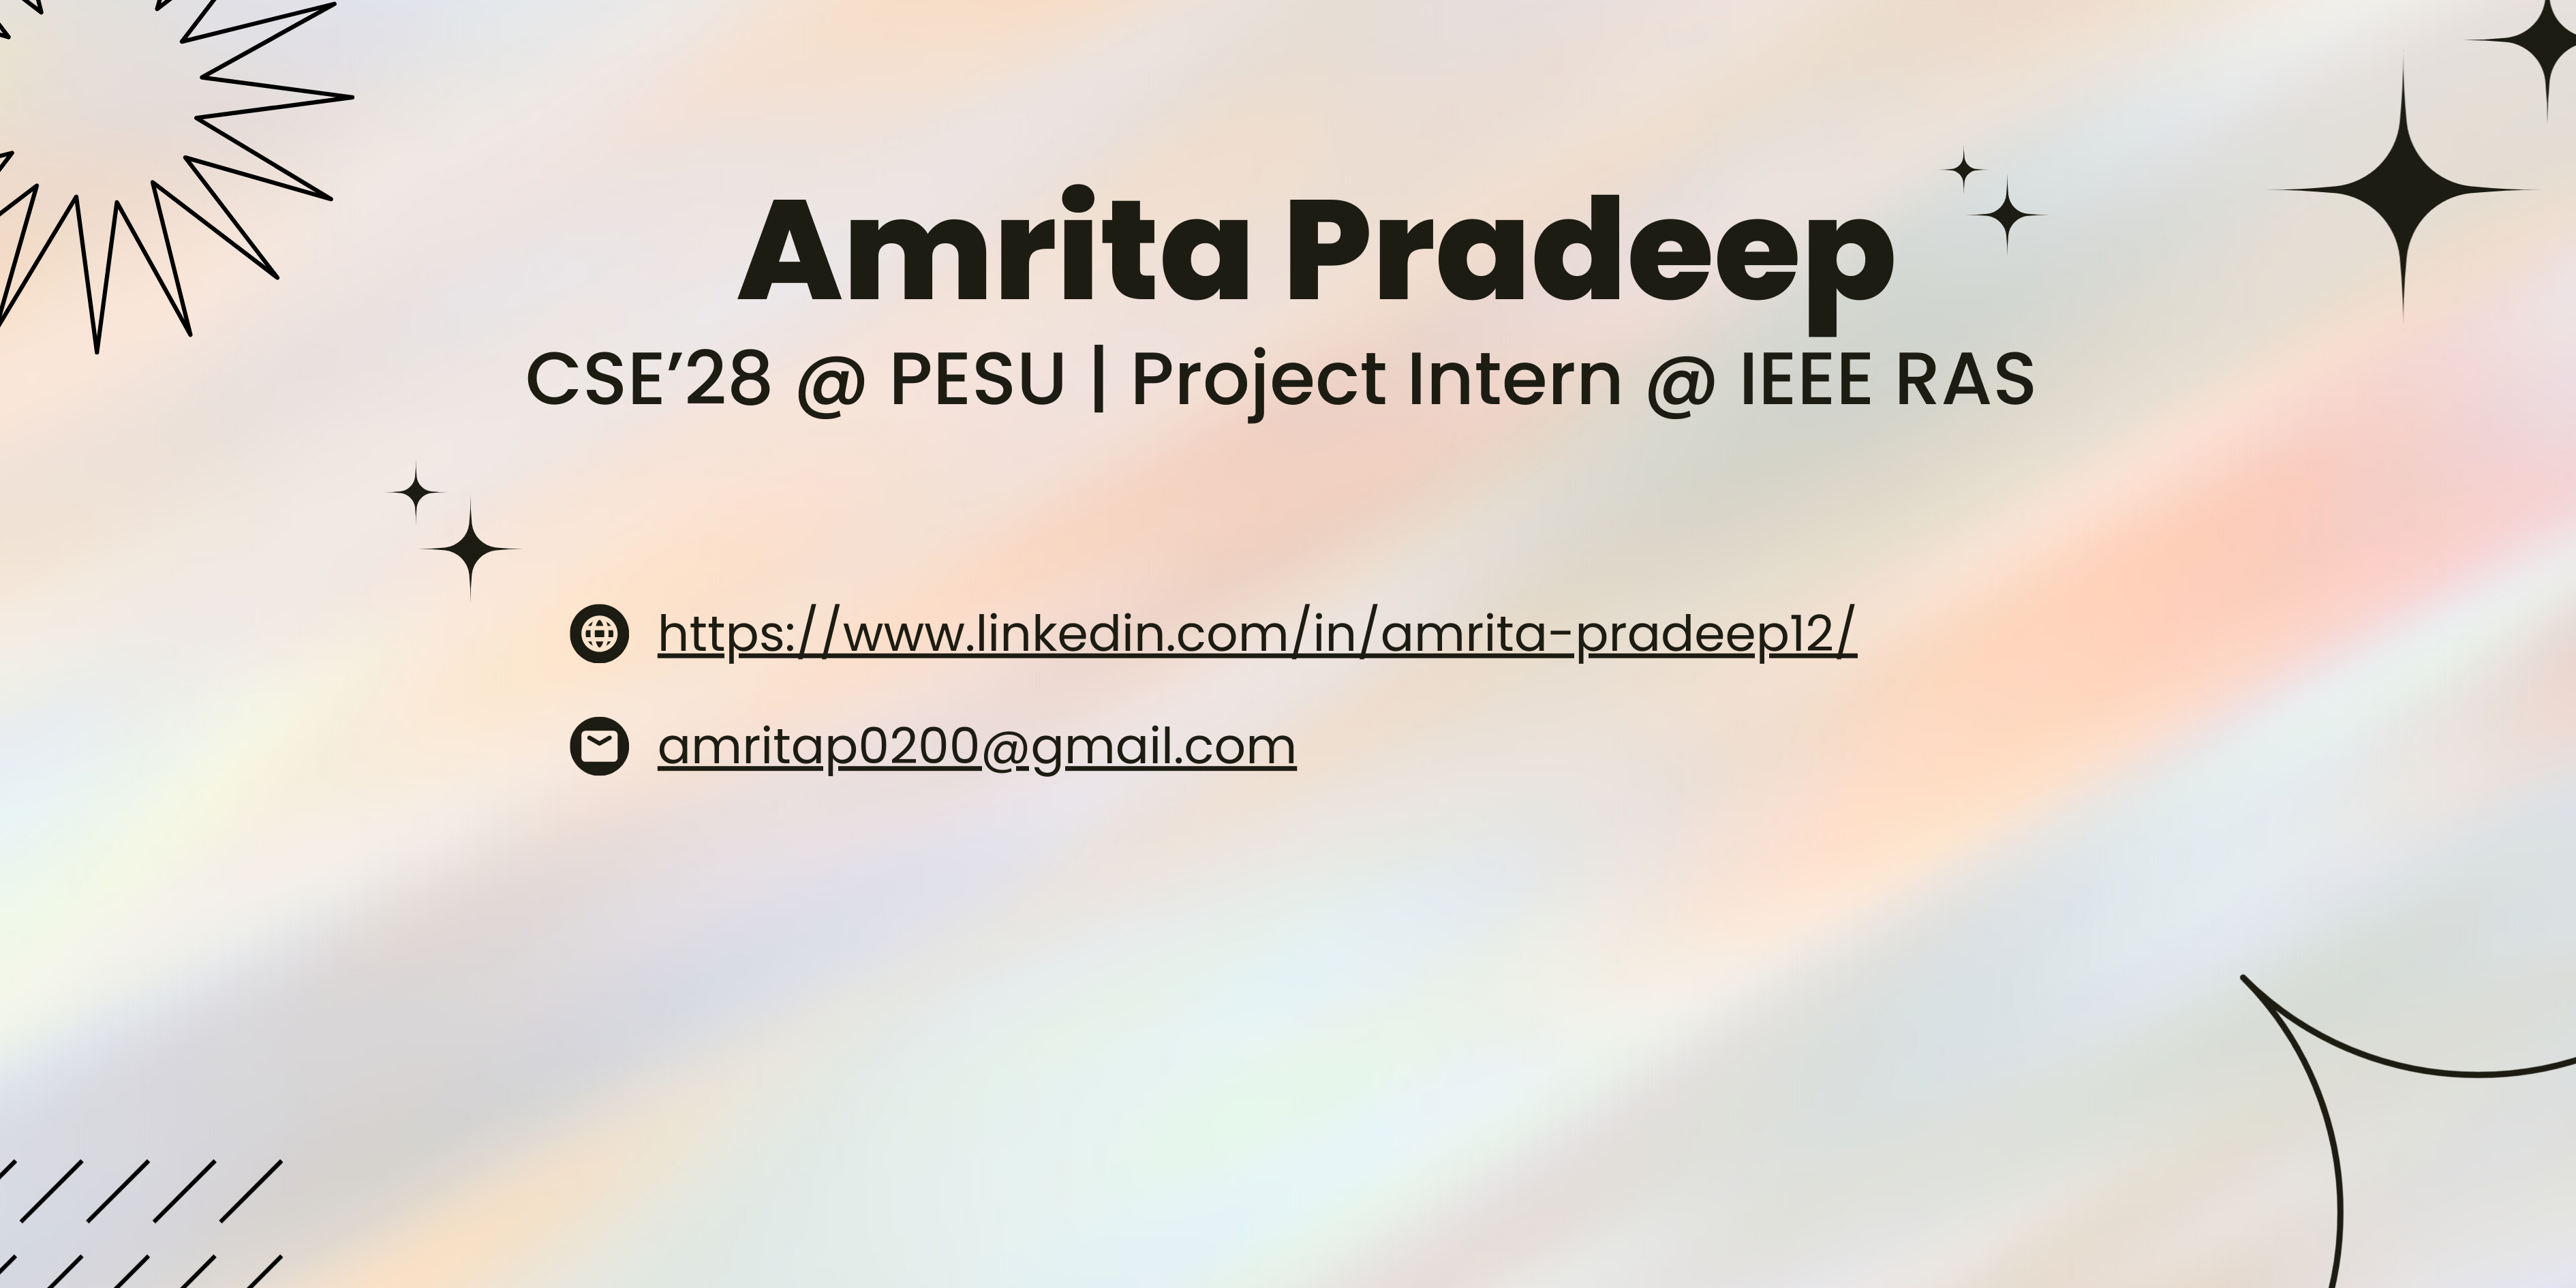 Amrita Pradeep
CSE’28 @ PESU | Project Intern @ IEEE RAS
https://www.linkedin.com/in/amrita-pradeep12/
amritap0200@gmail.com